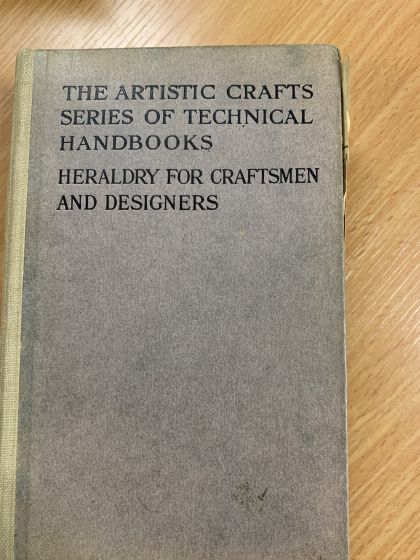 THE ARTISTIC CRAFTS
SERIES OF TECHNICAL
HANDBOOKS
HERALDRY FOR CRAFTSMEN
AND DESIGNERS